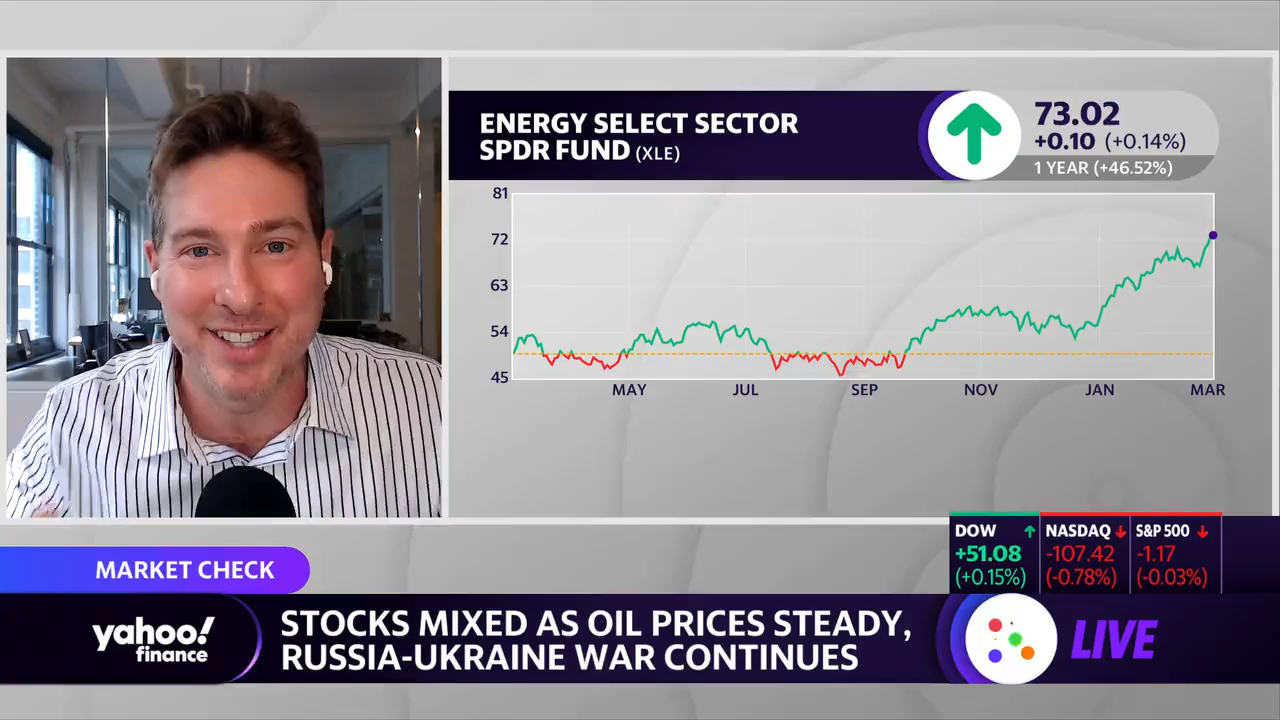 ENERGY SELECT SECTOR
SPDR FUND (XLE)
73.02
+0.10 (+0.14%)
1 YEAR (+46.52%)
81
72
63
54
45
MAY JUL SEP NOV JAN MAR
DOW
+51.08
(+0.15%)
NASDAQ
-107.42
(-0.78%)
S&P 500
-1.17
(-0.03%)
MARKET CHECK
yahoo!
finance
STOCKS MIXED AS OIL PRICES STEADY,
RUSSIA-UKRAINE WAR CONTINUES
LIVE